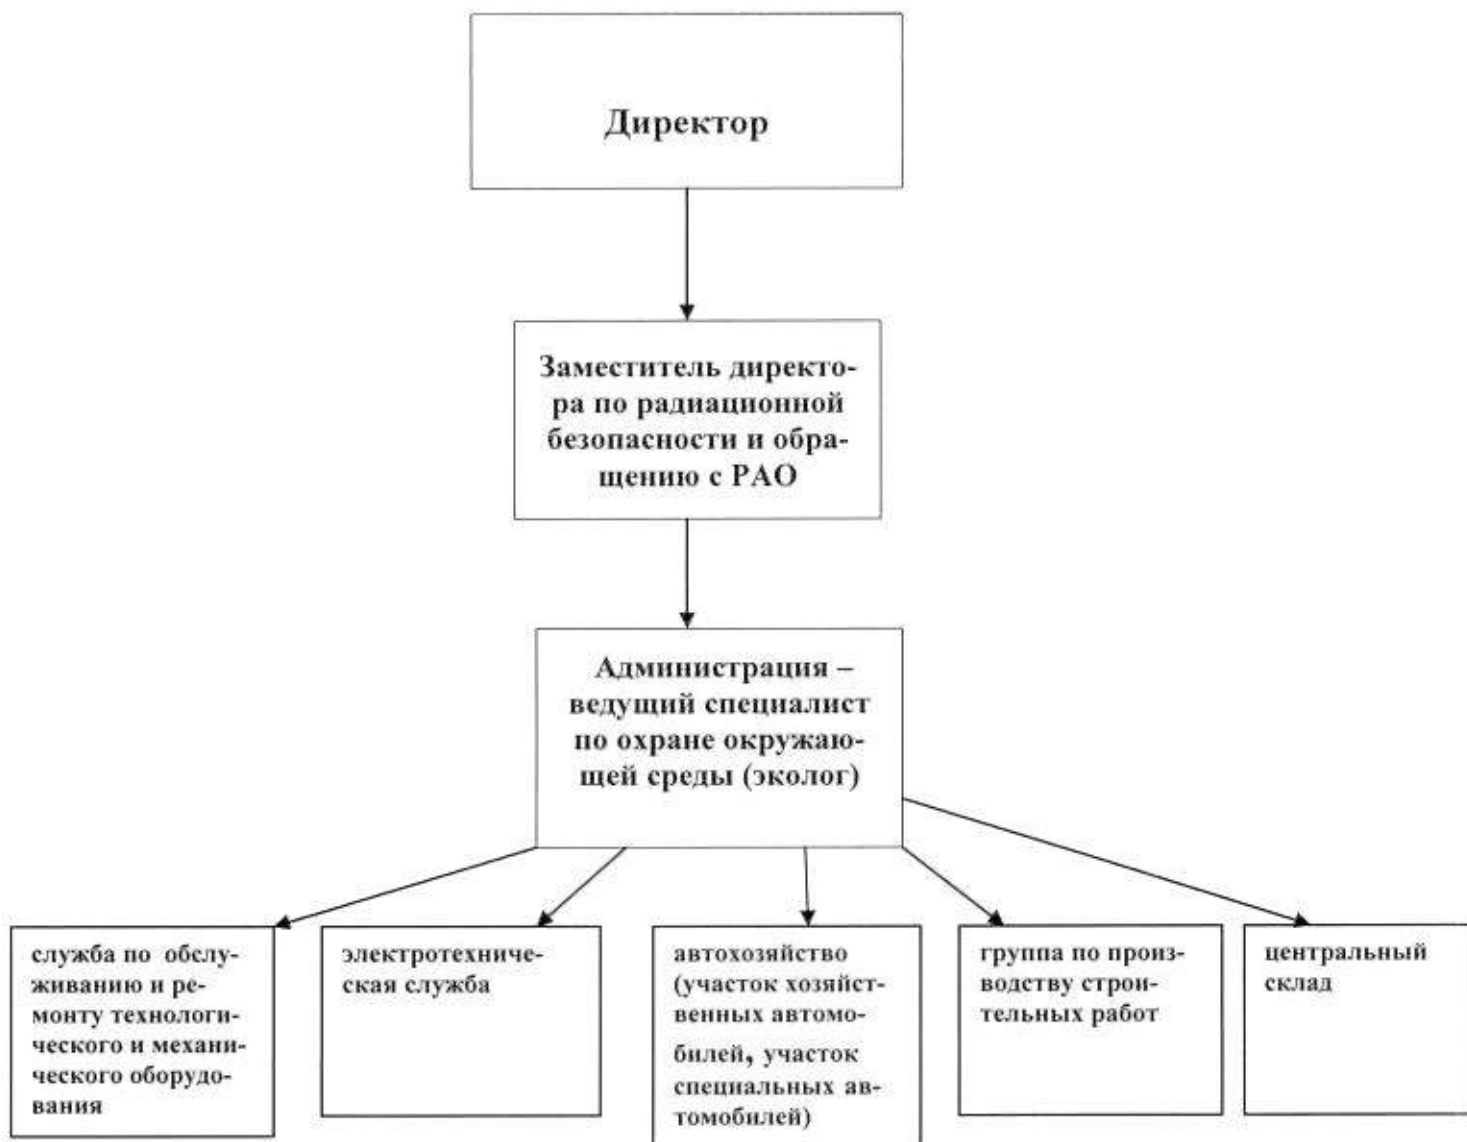 Директор
Заместитель директо-
ра по радиационной
безопасности и обра-
щению с РАО
Администрация –
ведущий специалист
по охране окружаю-
щей среды (эколог)
служба по обслу-
живанию и ре-
монту технологи-
ческого и механи-
ческого оборудо-
вания
электротехниче-
ская служба
автохозяйство
(участок хозяйст-
венных автомо-
билей, участок
специальных ав-
томобилей)
группа по произ-
водству строи-
тельных работ
центральный
склад